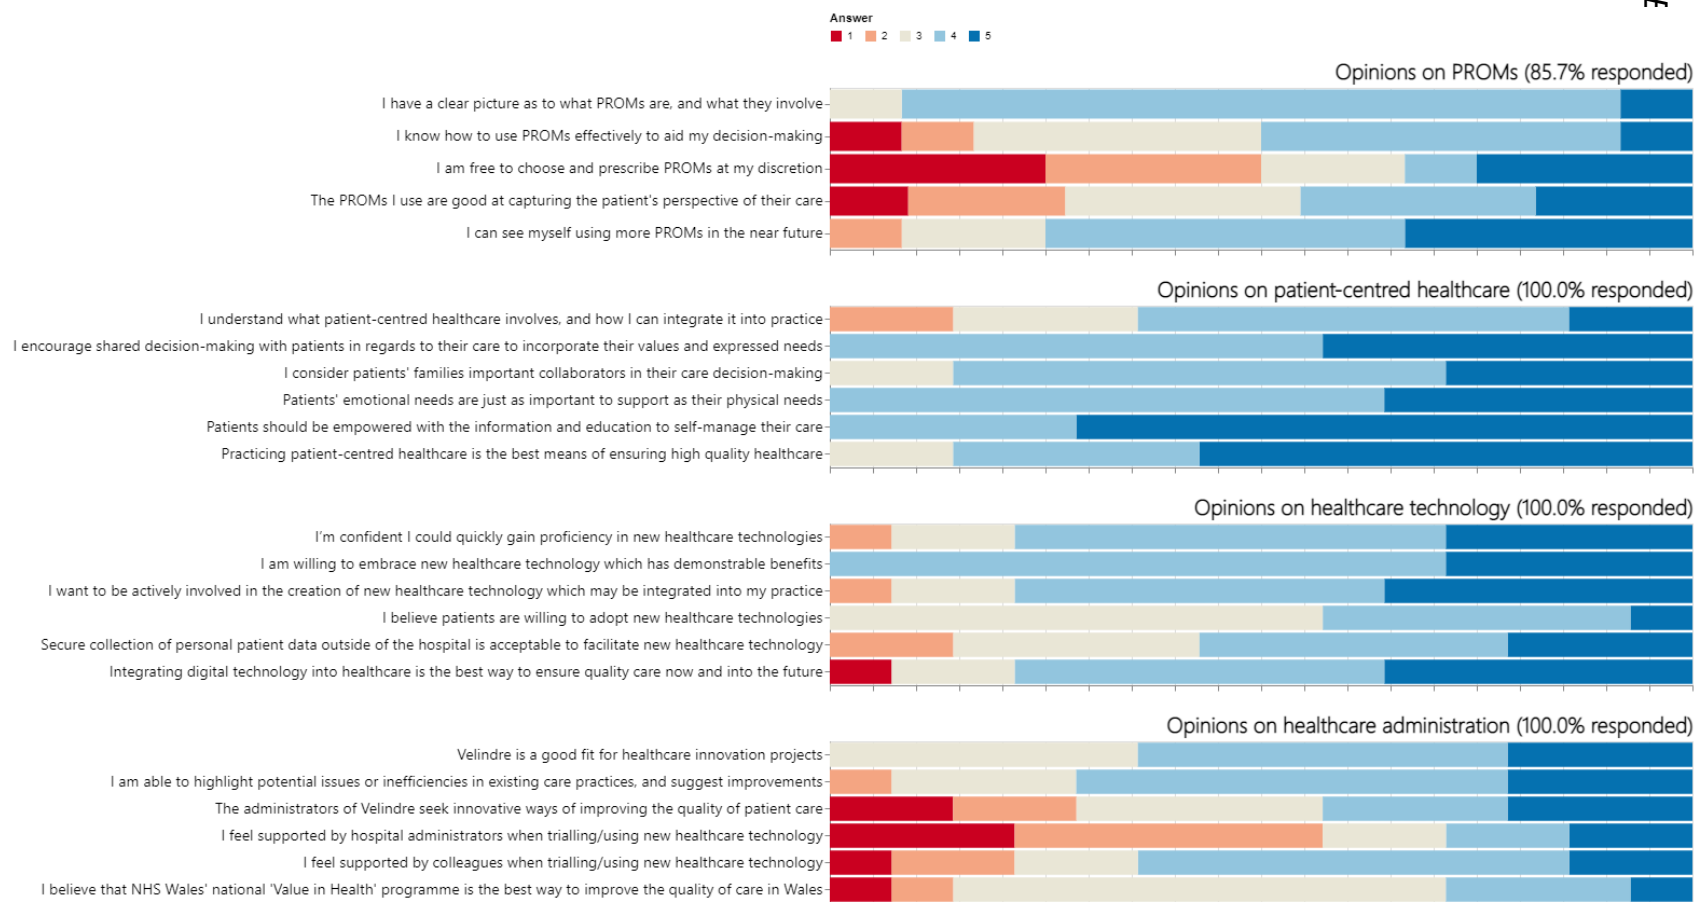 Answer
1 2 3 4 5
Opinions on PROMs (85.7% responded)
I have a clear picture as to what PROMs are, and what they involve
I know how to use PROMs effectively to aid my decision-making
I am free to choose and prescribe PROMs at my discretion
The PROMs I use are good at capturing the patient's perspective of their care
I can see myself using more PROMs in the near future
Opinions on patient-centred healthcare (100.0% responded)
I understand what patient-centred healthcare involves, and how I can integrate it into practice
I encourage shared decision-making with patients in regards to their care to incorporate their values and expressed needs
I consider patients' families important collaborators in their care decision-making
Patients' emotional needs are just as important to support as their physical needs
Patients should be empowered with the information and education to self-manage their care
Practicing patient-centred healthcare is the best means of ensuring high quality healthcare
Opinions on healthcare technology (100.0% responded)
I'm confident I could quickly gain proficiency in new healthcare technologies
I am willing to embrace new healthcare technology which has demonstrable benefits
I want to be actively involved in the creation of new healthcare technology which may be integrated into my practice
I believe patients are willing to adopt new healthcare technologies
Secure collection of personal patient data outside of the hospital is acceptable to facilitate new healthcare technology
Integrating digital technology into healthcare is the best way to ensure quality care now and into the future
Opinions on healthcare administration (100.0% responded)
Velindre is a good fit for healthcare innovation projects
I am able to highlight potential issues or inefficiencies in existing care practices, and suggest improvements
The administrators of Velindre seek innovative ways of improving the quality of patient care
I feel supported by hospital administrators when trialling/using new healthcare technology
I feel supported by colleagues when trialling/using new healthcare technology
I believe that NHS Wales' national 'Value in Health' programme is the best way to improve the quality of care in Wales